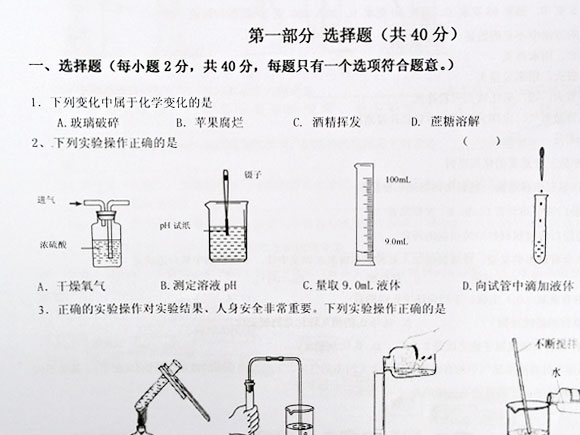 第一部分 选择题（共40分）
一、选择题（每小题2分，共40分，每题只有一个选项符合题意。）
1. 下列变化中属于化学变化的是
A.玻璃破碎 B. 苹果腐烂 C. 酒精挥发 D. 蔗糖溶解
2、下列实验操作正确的是 （ ）
进气 浓硫酸
镊子 pH 试纸
100mL 9.0mL
A. 干燥氧气 B.测定溶液 pH C.量取 9.0mL 液体 D.向试管中滴加液体
3. 正确的实验操作对实验结果、人身安全非常重要。下列实验操作正确的是
不断搅拌
水